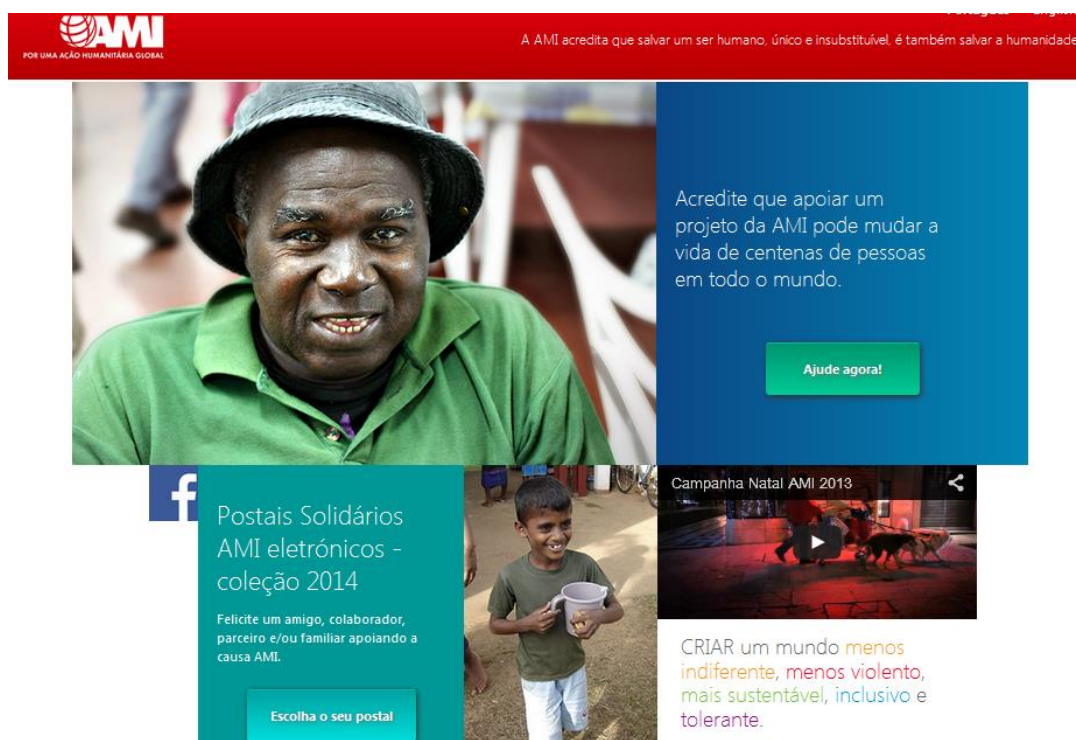 Português English
AMI
POR UMA AÇÃO HUMANITÁRIA GLOBAL
A AMI acredita que salvar um ser humano, único e insubstituível, é também salvar a humanidade
Acredite que apoiar um
projeto da AMI pode mudar a
vida de centenas de pessoas
em todo o mundo.
Ajude agora!
f
Postais Solidários
AMI eletrónicos -
coleção 2014
Felicite um amigo, colaborador,
parceiro e/ou familiar apoiando a
causa AMI.
Escolha o seu postal
Campanha Natal AMI 2013
CRIAR um mundo menos
indiferente, menos violento,
mais sustentável, inclusivo e
tolerante.